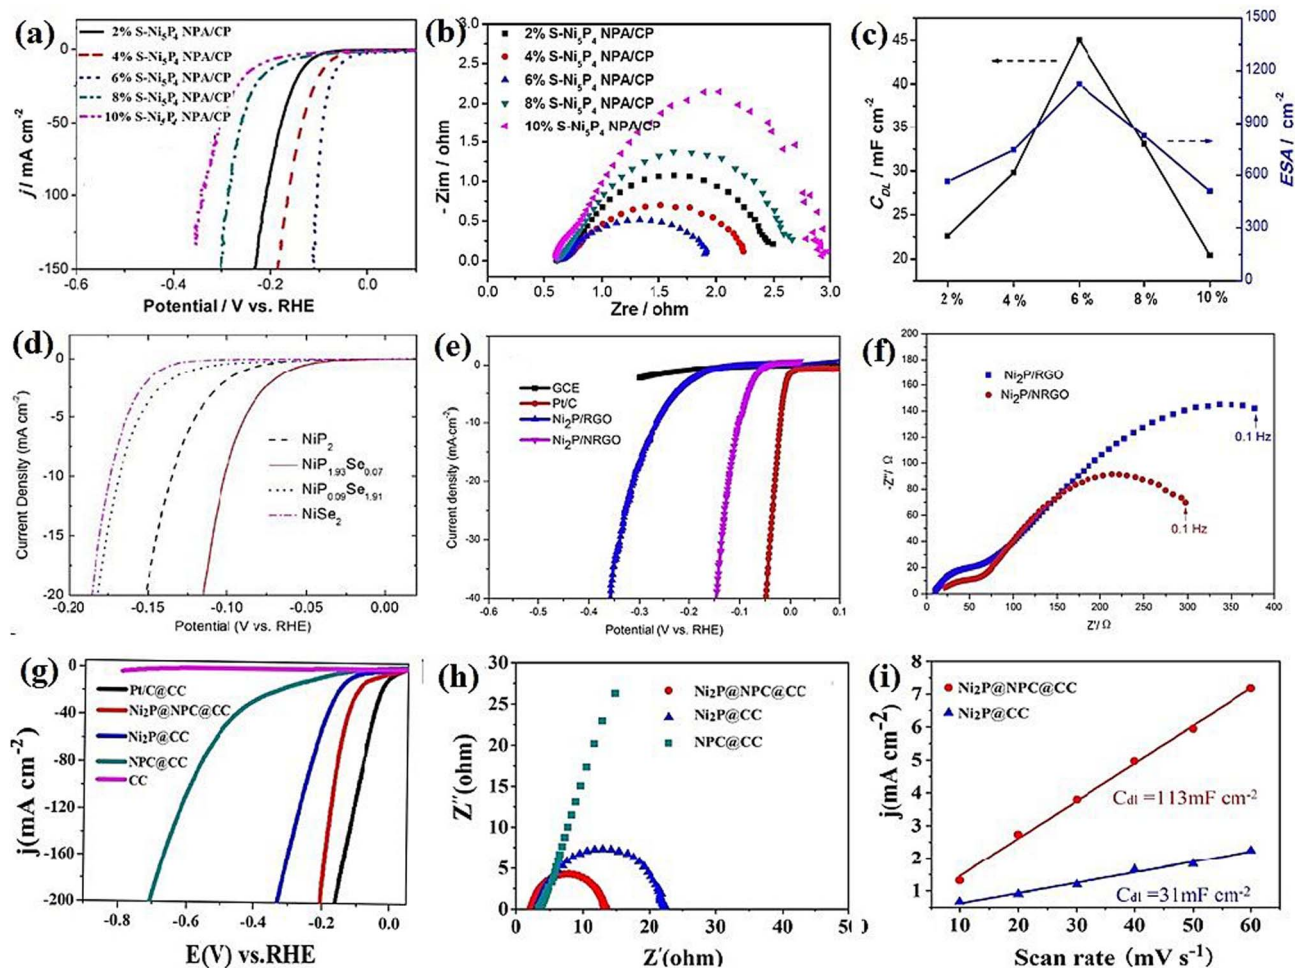 (a)
2% S-Ni₅P₄ NPA/CP
4% S-Ni₅P₄ NPA/CP
6% S-Ni₅P₄ NPA/CP
8% S-Ni₅P₄ NPA/CP
10% S-Ni₅P₄ NPA/CP
0
-50
-100
-150
j / mA cm⁻²
-0.6 -0.4 -0.2 0.0
Potential / V vs. RHE
(b)
2% S-Ni₅P₄ NPA/CP
4% S-Ni₅P₄ NPA/CP
6% S-Ni₅P₄ NPA/CP
8% S-Ni₅P₄ NPA/CP
10% S-Ni₅P₄ NPA/CP
-3.0
2.5
2.0
1.5
1.0
0.5
0.0
- Zim / ohm
0.0 0.5 1.0 1.5 2.0 2.5 3.0
Zre / ohm
(c)
45
40
35
30
25
20
C_DL / mF cm⁻²
1500
1200
900
600
300
0
ESA / cm⁻²
2 % 4 % 6 % 8 % 10 %
(d)
0
-5
-10
-15
-20
Current Density (mA cm⁻²)
NiP₂
NiP₁.₉₃Se₀.₀₇
NiP₀.₀₉Se₁.₉₁
NiSe₂
-0.20 -0.15 -0.10 -0.05 0.00
Potential (V vs. RHE)
(e)
0
-10
-20
-30
-40
Current density (mA·cm⁻²)
GCE
Pt/C
Ni₂P/RGO
Ni₂P/NRGO
-0.6 -0.5 -0.4 -0.3 -0.2 -0.1 0.0 0.1
Potential (V vs. RHE)
(f)
200
180
160
140
120
100
80
60
40
20
0
-Z''/ Ω
Ni₂P/RGO
Ni₂P/NRGO
0.1 Hz
0.1 Hz
0 50 100 150 200 250 300 350 400
Z'/ Ω
(g)
0
-40
-80
-120
-160
-200
j(mA cm⁻²)
Pt/C@CC
Ni₂P@NPC@CC
Ni₂P@CC
NPC@CC
CC
-0.8 -0.6 -0.4 -0.2 0.0
E(V) vs.RHE
(h)
30
25
20
15
10
5
0
Z''(ohm)
Ni₂P@NPC@CC
Ni₂P@CC
NPC@CC
0 10 20 30 40 50
Z'(ohm)
(i)
8
7
6
5
4
3
2
1
j(mA cm⁻²)
Ni₂P@NPC@CC
Ni₂P@CC
Cdl =113mF cm⁻²
Cdl =31mF cm⁻²
10 20 30 40 50 60
Scan rate (mV s⁻¹)